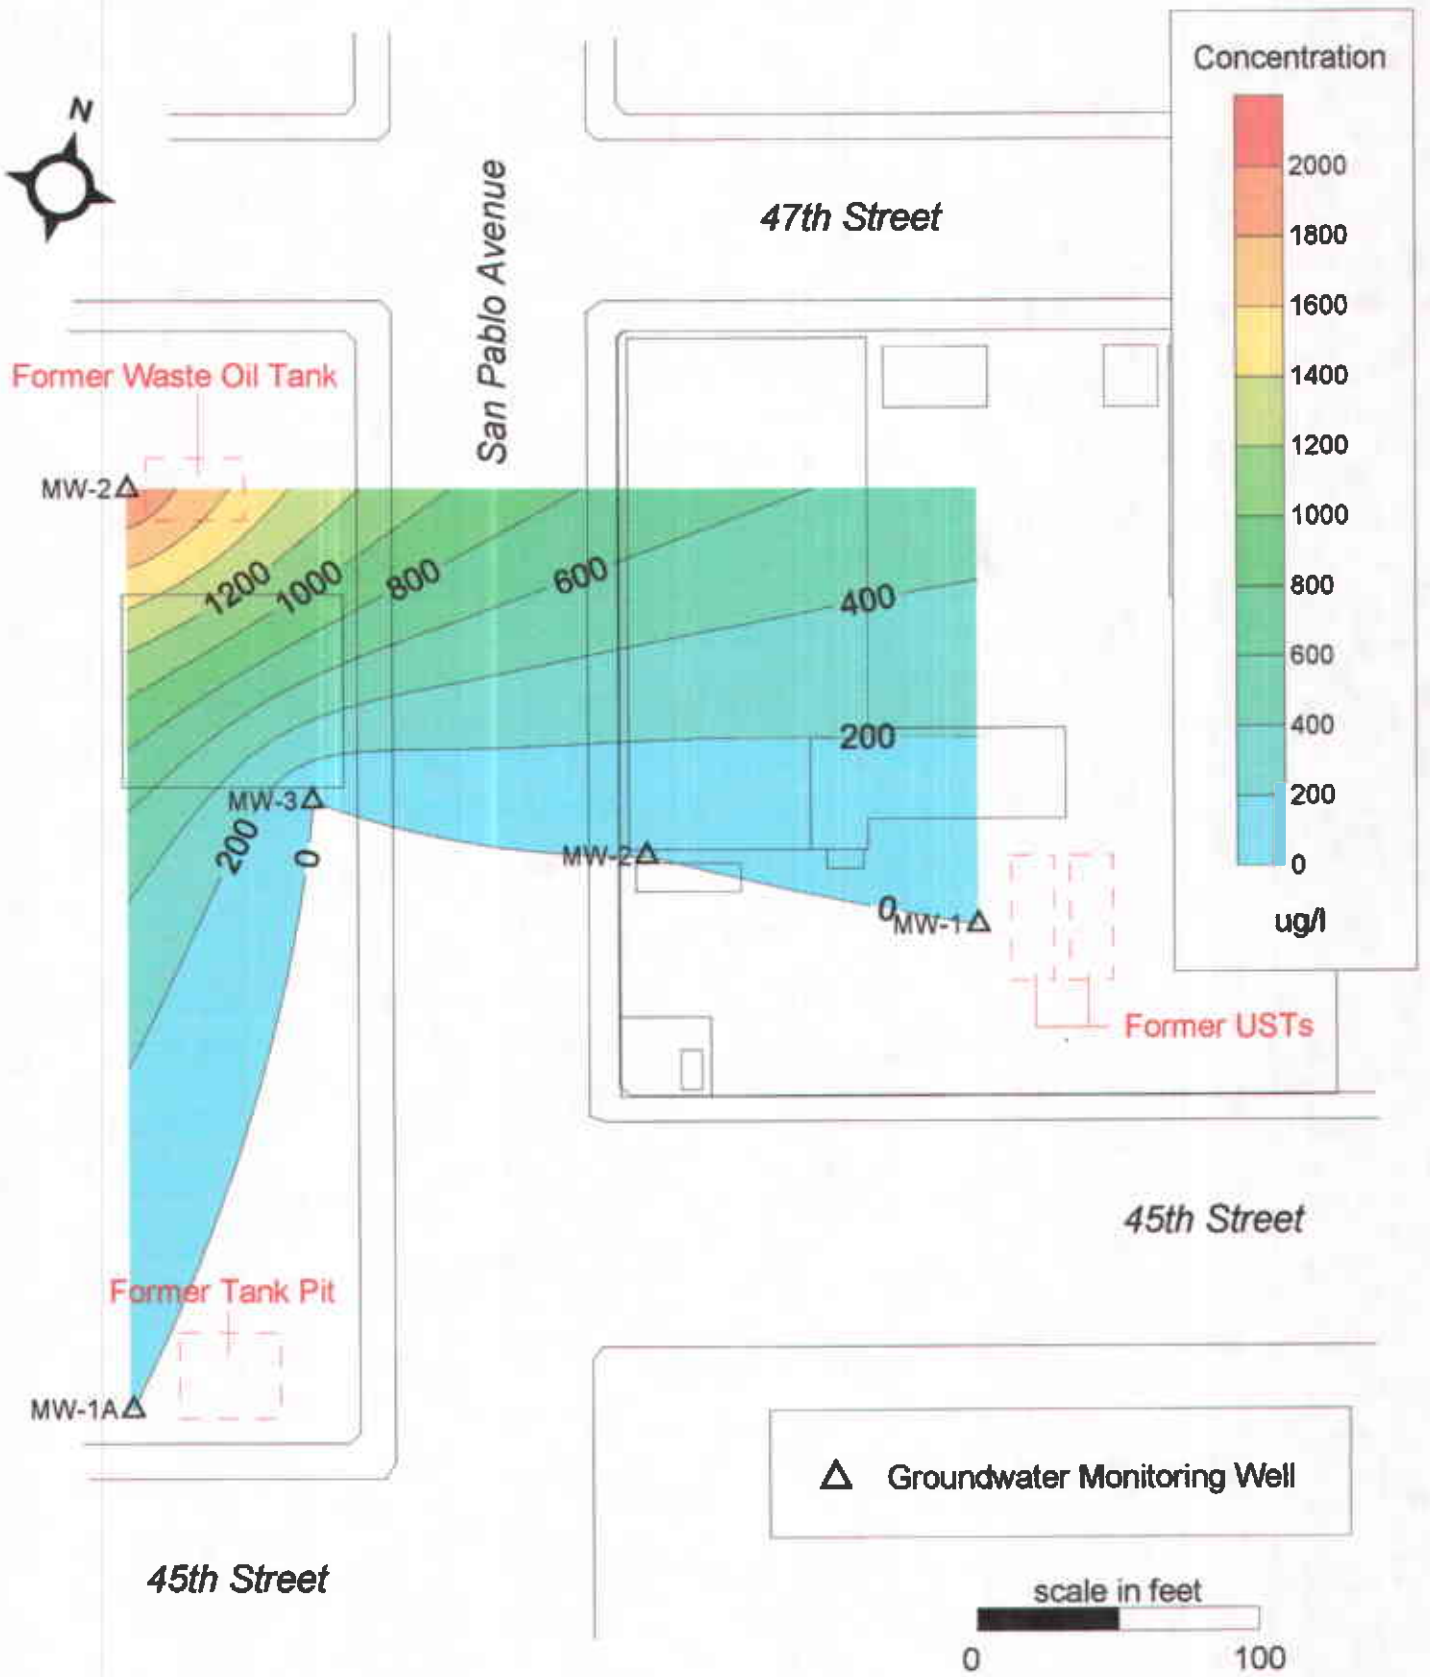 Concentration
N
2000
47th Street
1800
San Pablo Avenue
1600
Former Waste Oil Tank
1400
1200
MW-2
1000
1200
1000
800
600
400
800
600
400
200
200
MW-3
200
0
MW-2
0
0
MW-1
ug/l
Former USTs
45th Street
Former Tank Pit
MW-1A
Groundwater Monitoring Well
45th Street
scale in feet
0
100